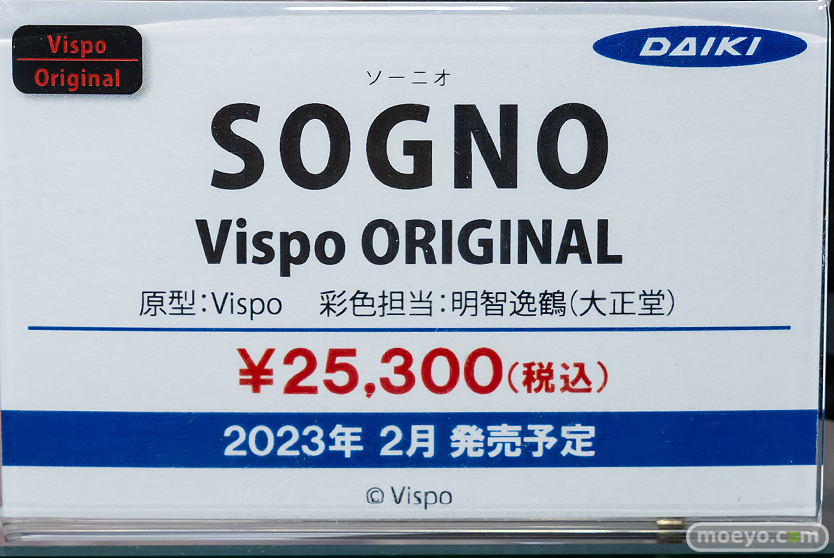 Vispo
Original
DAIKI
ソーニオ
SOGNO
Vispo ORIGINAL
原型:Vispo 彩色担当:明智逸鶴(大正堂)
¥25,300(税込)
2023年 2月 発売予定
© Vispo
moeyo.com